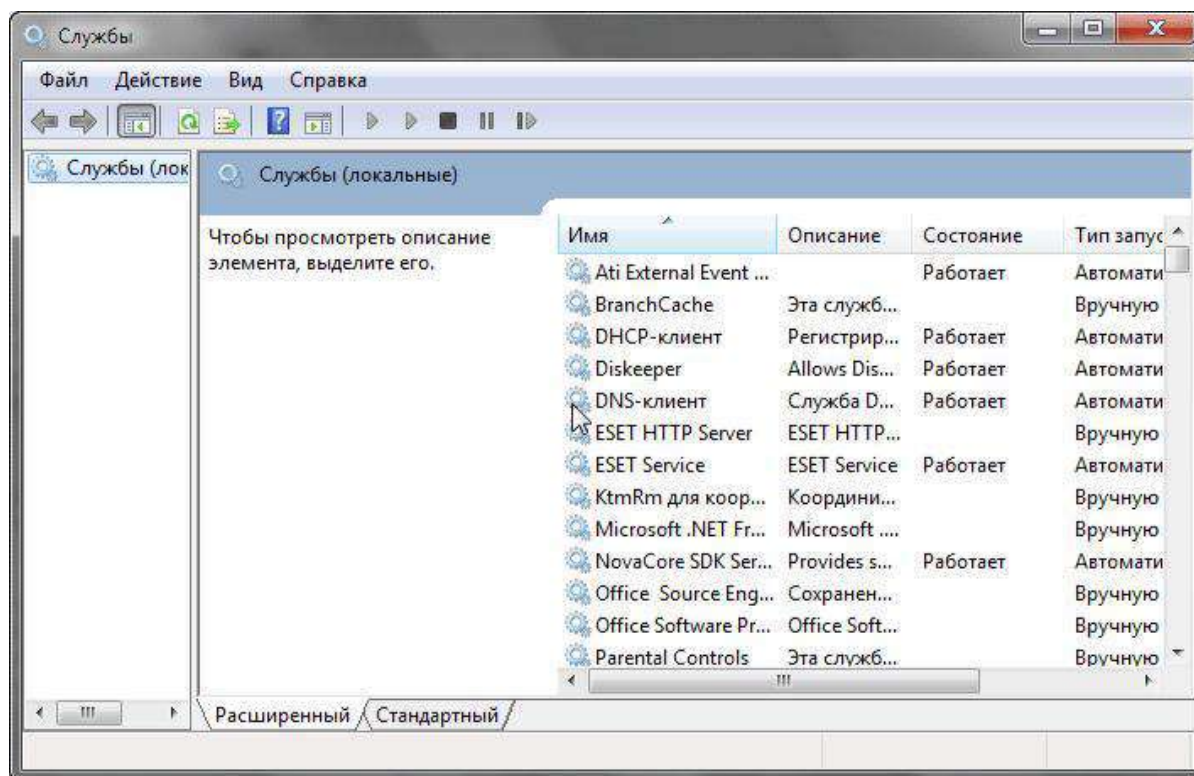 Службы
Файл Действие Вид Справка
Службы (лок
Службы (локальные)
Чтобы просмотреть описание
элемента, выделите его.
Имя Описание Состояние Тип запус
Ati External Event ... Работает Автомати
BranchCache Эта служб... Вручную
DHCP-клиент Регистрир... Работает Автомати
Diskeeper Allows Dis... Работает Автомати
DNS-клиент Служба D... Работает Автомати
ESET HTTP Server ESET HTTP... Вручную
ESET Service ESET Service Работает Автомати
KtmRm для коор... Координи... Вручную
Microsoft .NET Fr... Microsoft .... Вручную
NovaCore SDK Ser... Provides s... Работает Автомати
Office Source Eng... Сохранен... Вручную
Office Software Pr... Office Soft... Вручную
Parental Controls Эта служб... Вручную
Расширенный Стандартный